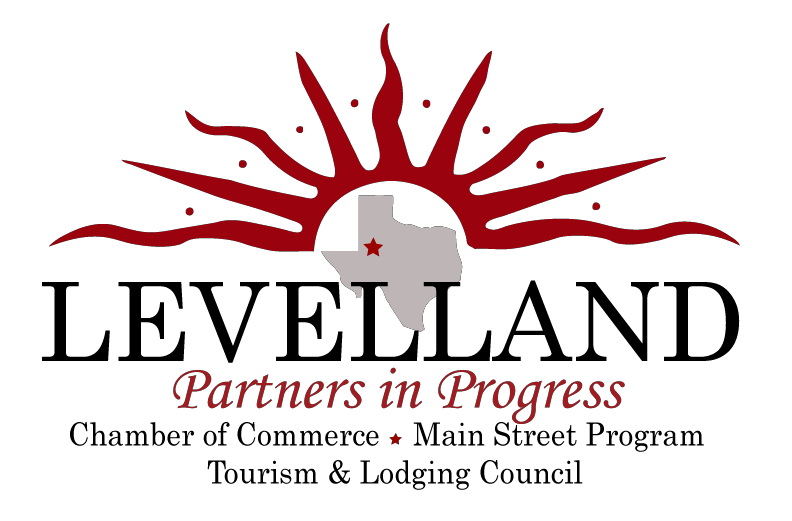 LEVELLAND
Partners in Progress
Chamber of Commerce ★ Main Street Program
Tourism & Lodging Council